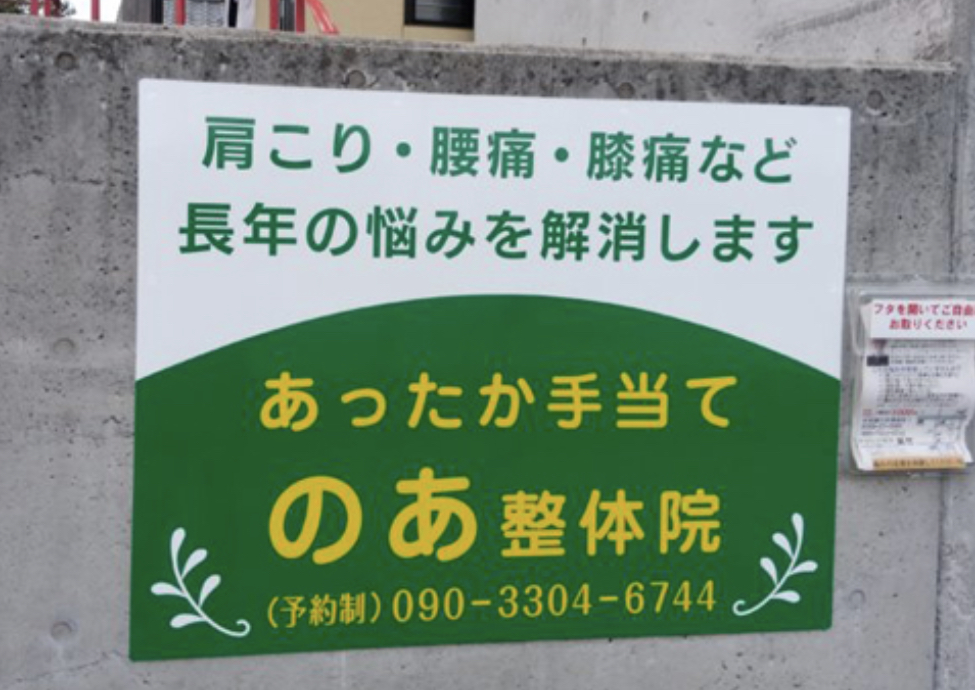 肩こり・腰痛・膝痛など
長年の悩みを解消します
あったか手当て
のあ整体院
(予約制)090-3304-6744
フタを開いてご自由
お取りください